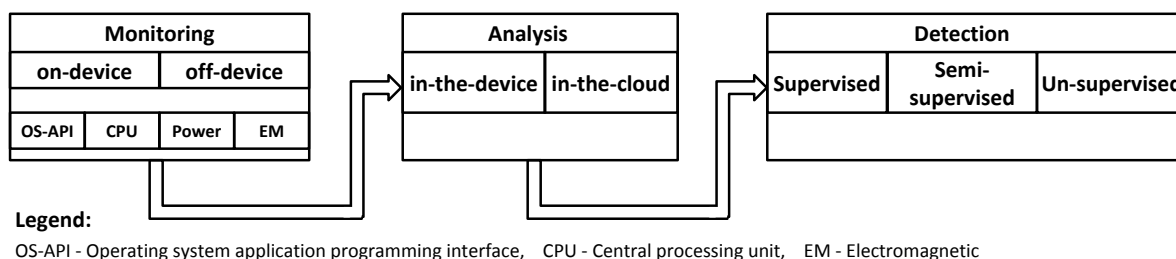 Monitoring
on-device off-device
OS-API CPU Power EM
Analysis
in-the-device in-the-cloud
Detection
Supervised Semi-supervised Un-supervised
Legend:
OS-API - Operating system application programming interface, CPU - Central processing unit, EM - Electromagnetic